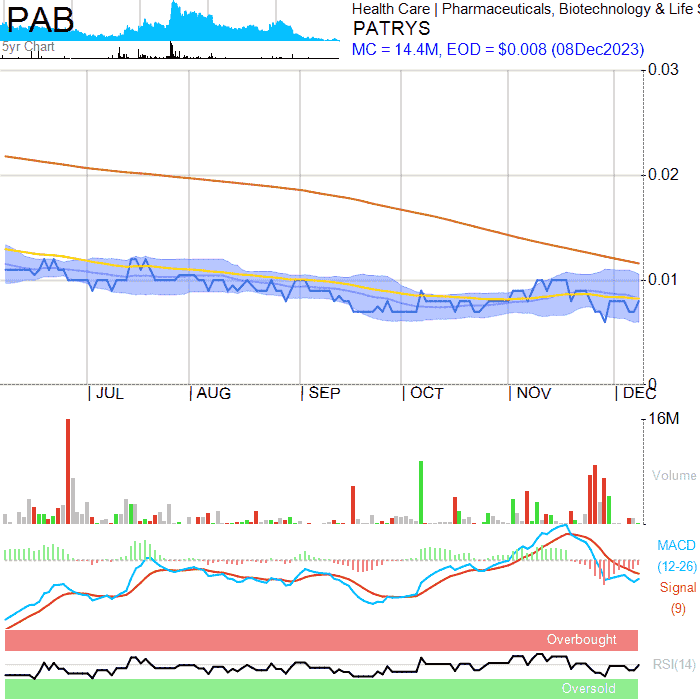 PAB
Health Care | Pharmaceuticals, Biotechnology & Life S
PATRYS
5yr Chart
MC = 14.4M, EOD = $0.008 (08Dec2023)
0.03
0.02
0.01
0
JUL AUG SEP OCT NOV DEC
16M
Volume
MACD
(12-26)
Signal
(9)
Overbought
RSI(14)
Oversold